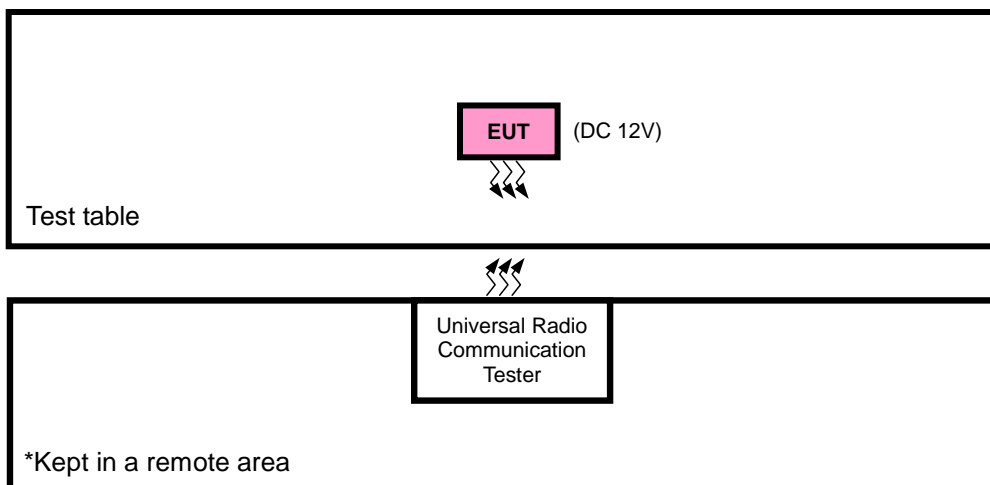 EUT (DC 12V)
Test table
Universal Radio
Communication
Tester
*Kept in a remote area